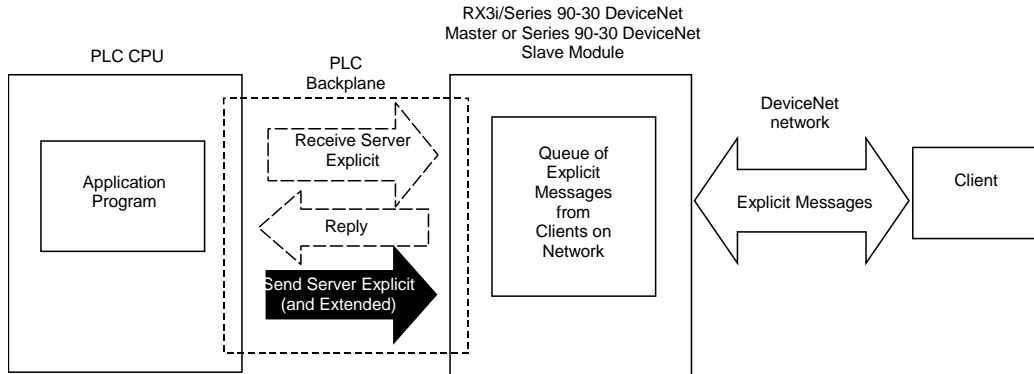 RX3i/Series 90-30 DeviceNet
Master or Series 90-30 DeviceNet
Slave Module
PLC CPU
PLC
Backplane
DeviceNet
network
Receive Server
Explicit
Application
Program
Queue of
Explicit
Messages
from
Clients on
Network
Client
Explicit Messages
Reply
Send Server Explicit
(and Extended)